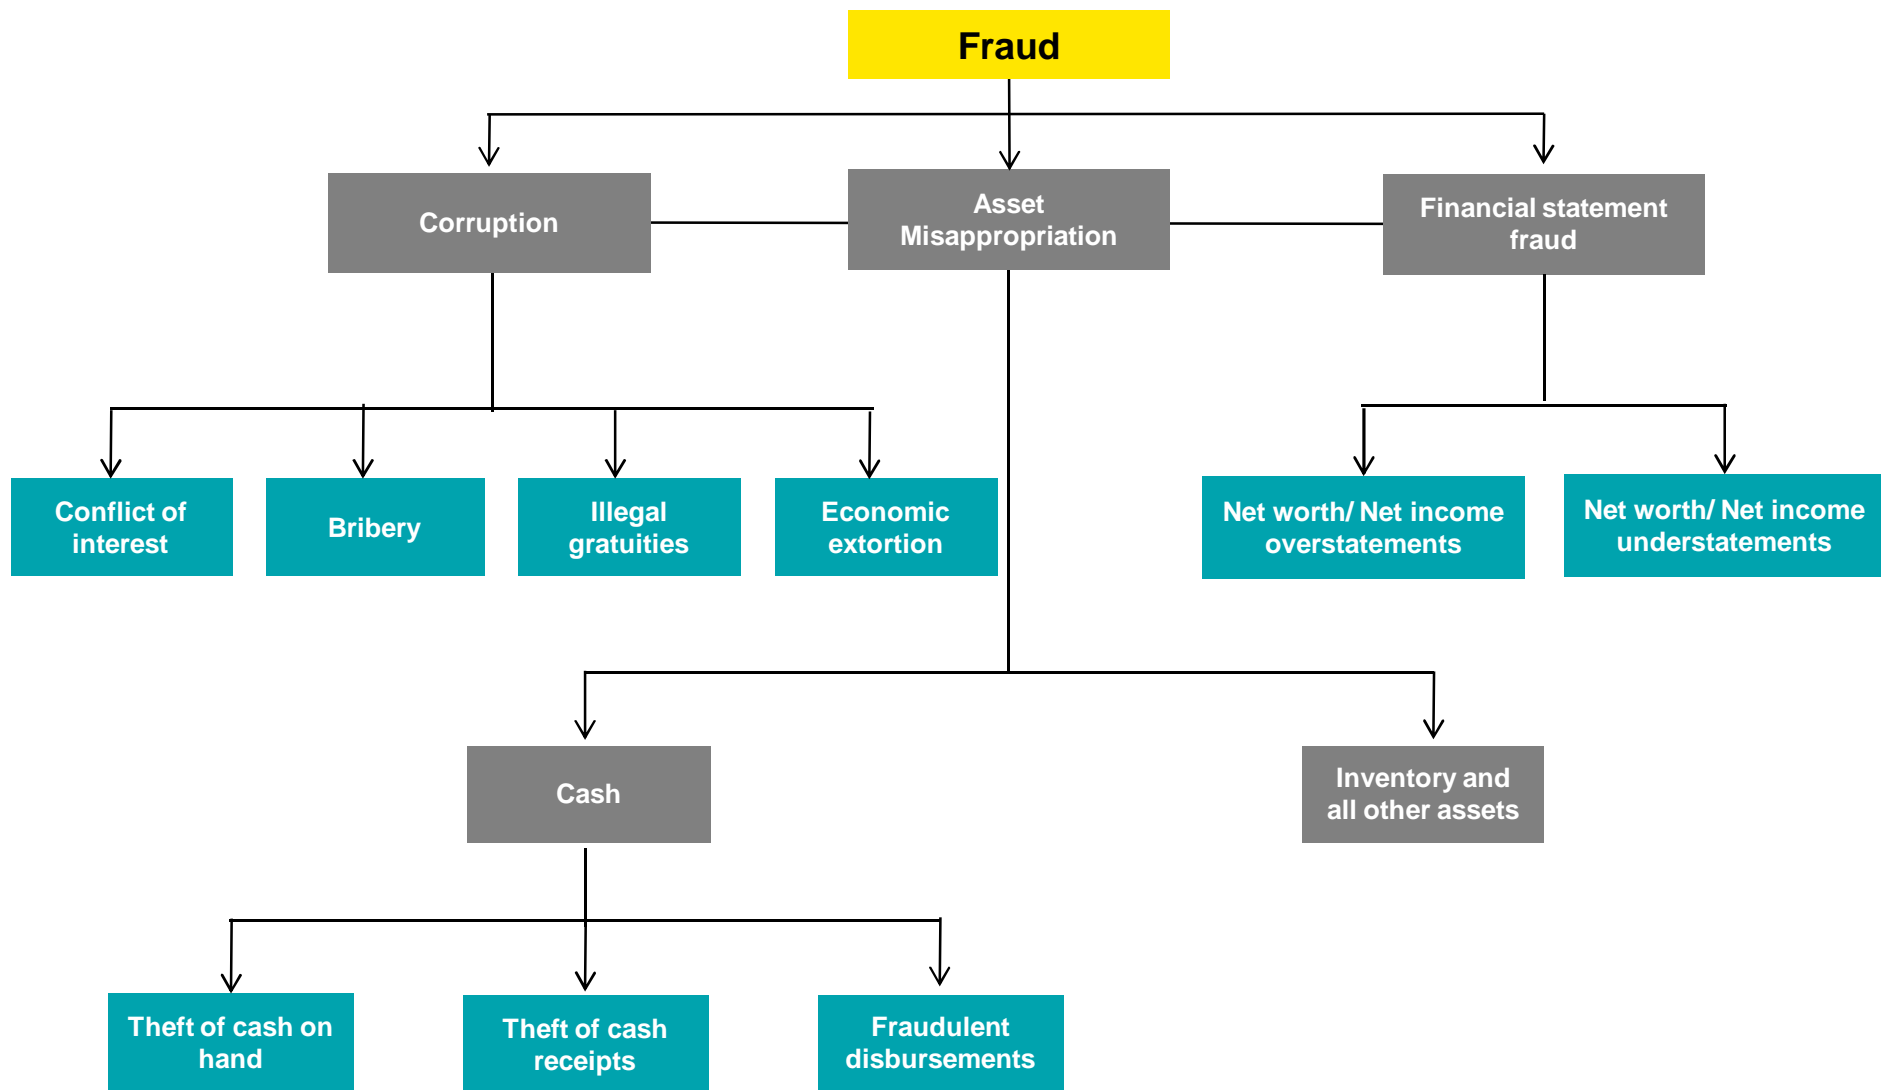 Fraud
Corruption
Asset
Misappropriation
Financial statement
fraud
Conflict of
interest
Bribery
Illegal
gratuities
Economic
extortion
Net worth/ Net income
overstatements
Net worth/ Net income
understatements
Cash
Inventory and
all other assets
Theft of cash on
hand
Theft of cash
receipts
Fraudulent
disbursements